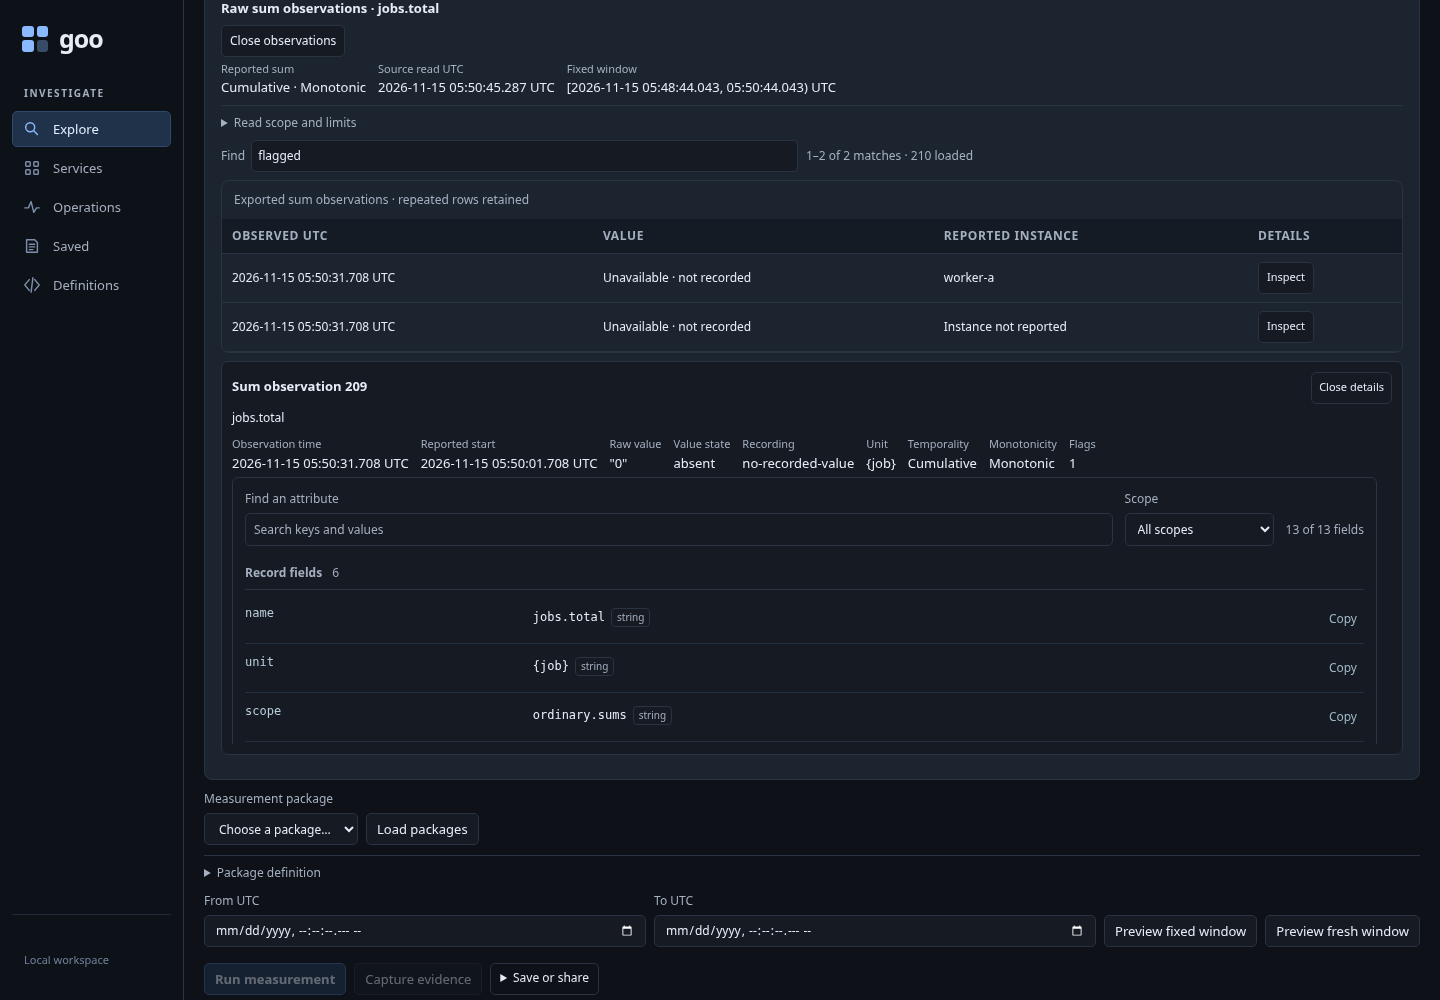 goo
INVESTIGATE
Explore
Services
Operations
Saved
Definitions
Local workspace
Raw sum observations · jobs.total
Close observations
Reported sum Source read UTC Fixed window
Cumulative · Monotonic 2026-11-15 05:50:45.287 UTC [2026-11-15 05:48:44.043, 05:50:44.043) UTC
Read scope and limits
Find flagged 1–2 of 2 matches · 210 loaded
Exported sum observations · repeated rows retained
OBSERVED UTC VALUE REPORTED INSTANCE DETAILS
2026-11-15 05:50:31.708 UTC Unavailable · not recorded worker-a Inspect
2026-11-15 05:50:31.708 UTC Unavailable · not recorded Instance not reported Inspect
Sum observation 209 Close details
jobs.total
Observation time Reported start Raw value Value state Recording Unit Temporality Monotonicity Flags
2026-11-15 05:50:31.708 UTC 2026-11-15 05:50:01.708 UTC "0" absent no-recorded-value {job} Cumulative Monotonic 1
Find an attribute Scope
Search keys and values All scopes 13 of 13 fields
Record fields 6
name jobs.total string Copy
unit {job} string Copy
scope ordinary.sums string Copy
Measurement package
Choose a package... Load packages
Package definition
From UTC To UTC
mm/dd/yyyy, --:--:--.--- -- mm/dd/yyyy, --:--:--.--- -- Preview fixed window Preview fresh window
Run measurement Capture evidence Save or share